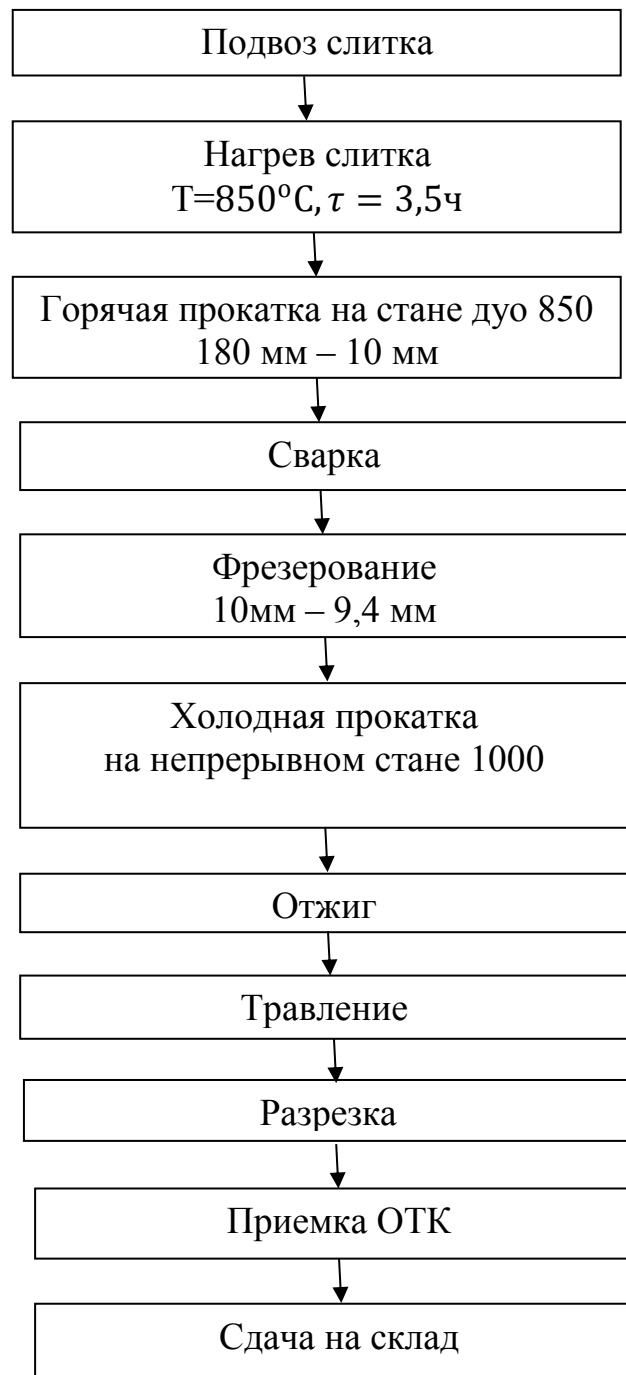 Подвоз слитка
Нагрев слитка
T=850⁰C, τ = 3,5ч
Горячая прокатка на стане дуо 850
180 мм – 10 мм
Сварка
Фрезерование
10мм – 9,4 мм
Холодная прокатка
на непрерывном стане 1000
Отжиг
Травление
Разрезка
Приемка ОТК
Сдача на склад